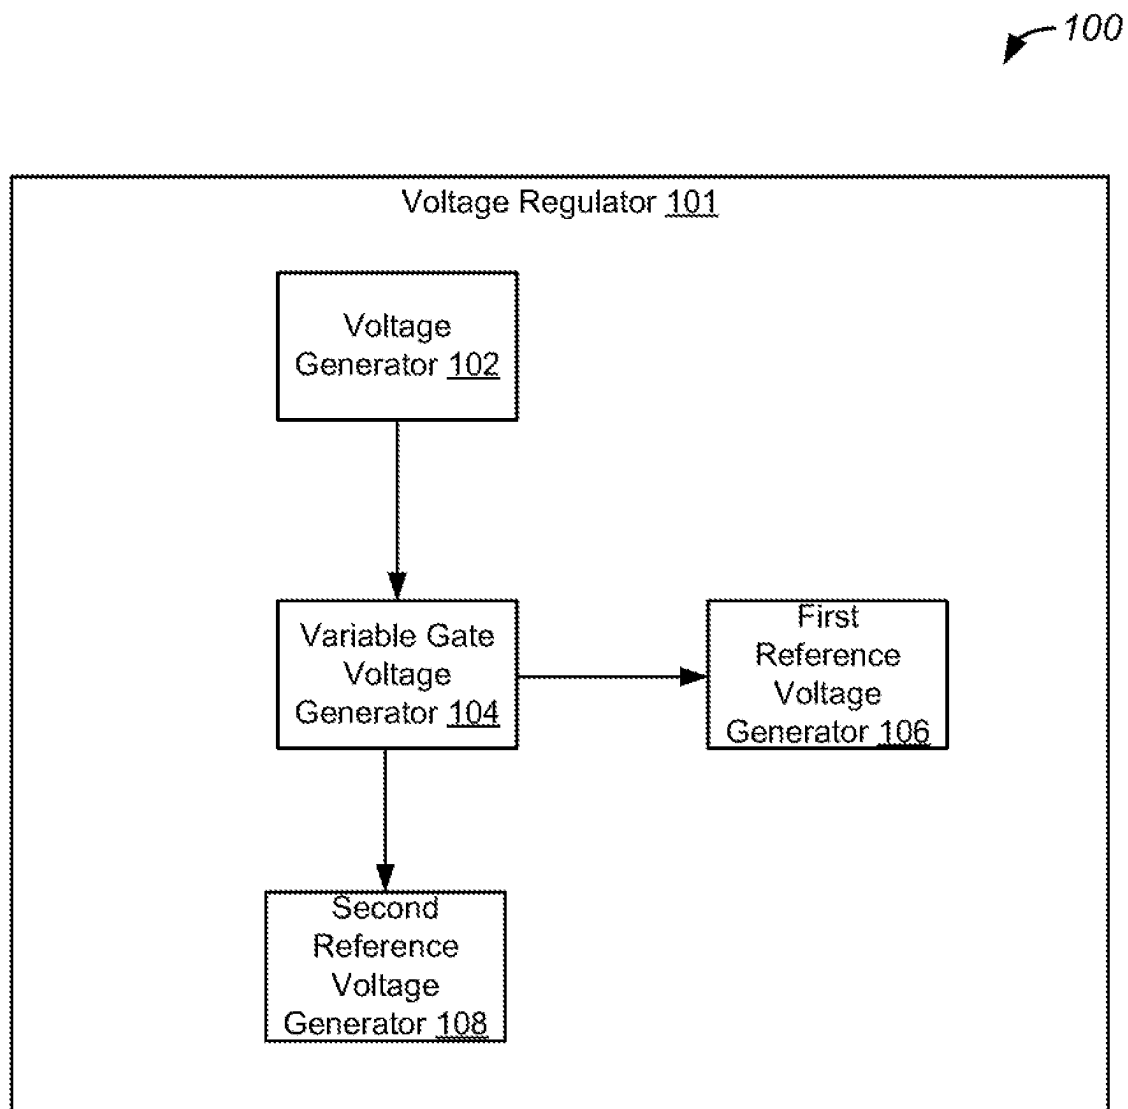 100
Voltage Regulator 101
Voltage
Generator 102
Variable Gate
Voltage
Generator 104
First
Reference
Voltage
Generator 106
Second
Reference
Voltage
Generator 108